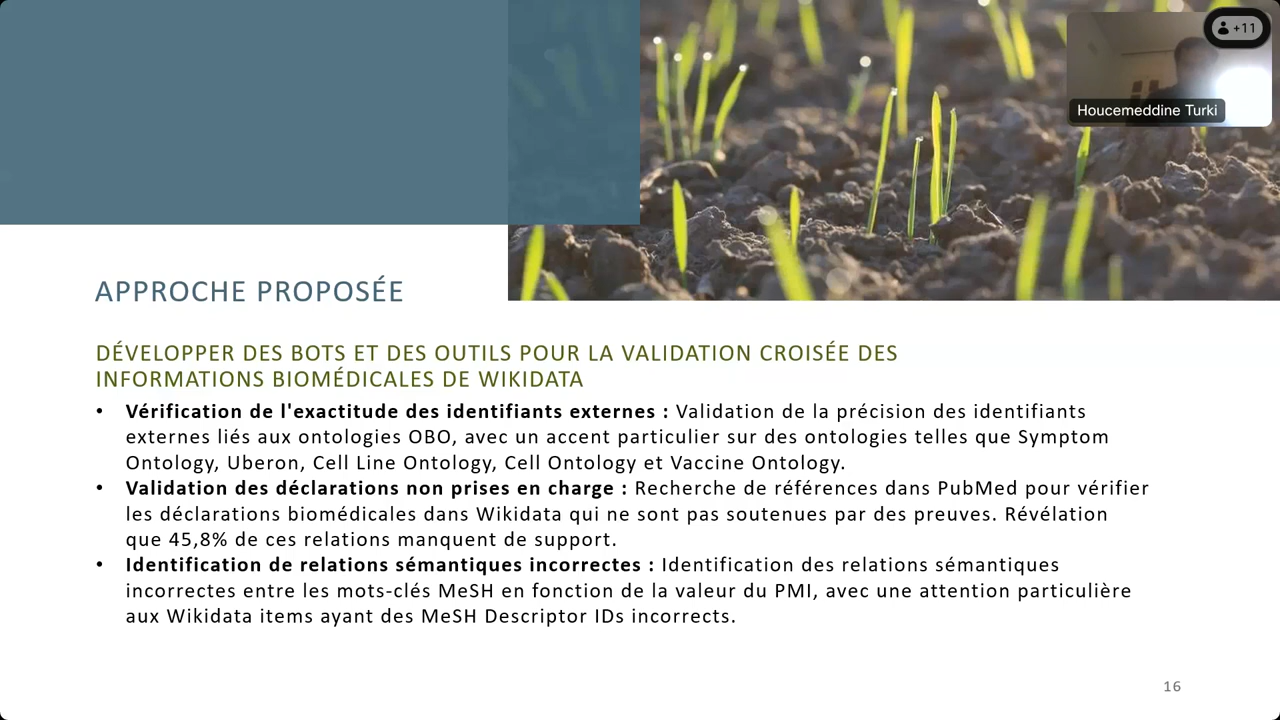 +11
Houcemeddine Turki
APPROCHE PROPOSÉE
DÉVELOPPER DES BOTS ET DES OUTILS POUR LA VALIDATION CROISÉE DES
INFORMATIONS BIOMÉDICALES DE WIKIDATA
• Vérification de l'exactitude des identifiants externes : Validation de la précision des identifiants
externes liés aux ontologies OBO, avec un accent particulier sur des ontologies telles que Symptom
Ontology, Uberon, Cell Line Ontology, Cell Ontology et Vaccine Ontology.
• Validation des déclarations non prises en charge : Recherche de références dans PubMed pour vérifier
les déclarations biomédicales dans Wikidata qui ne sont pas soutenues par des preuves. Révélation
que 45,8% de ces relations manquent de support.
• Identification de relations sémantiques incorrectes : Identification des relations sémantiques
incorrectes entre les mots-clés MeSH en fonction de la valeur du PMI, avec une attention particulière
aux Wikidata items ayant des MeSH Descriptor IDs incorrects.
16